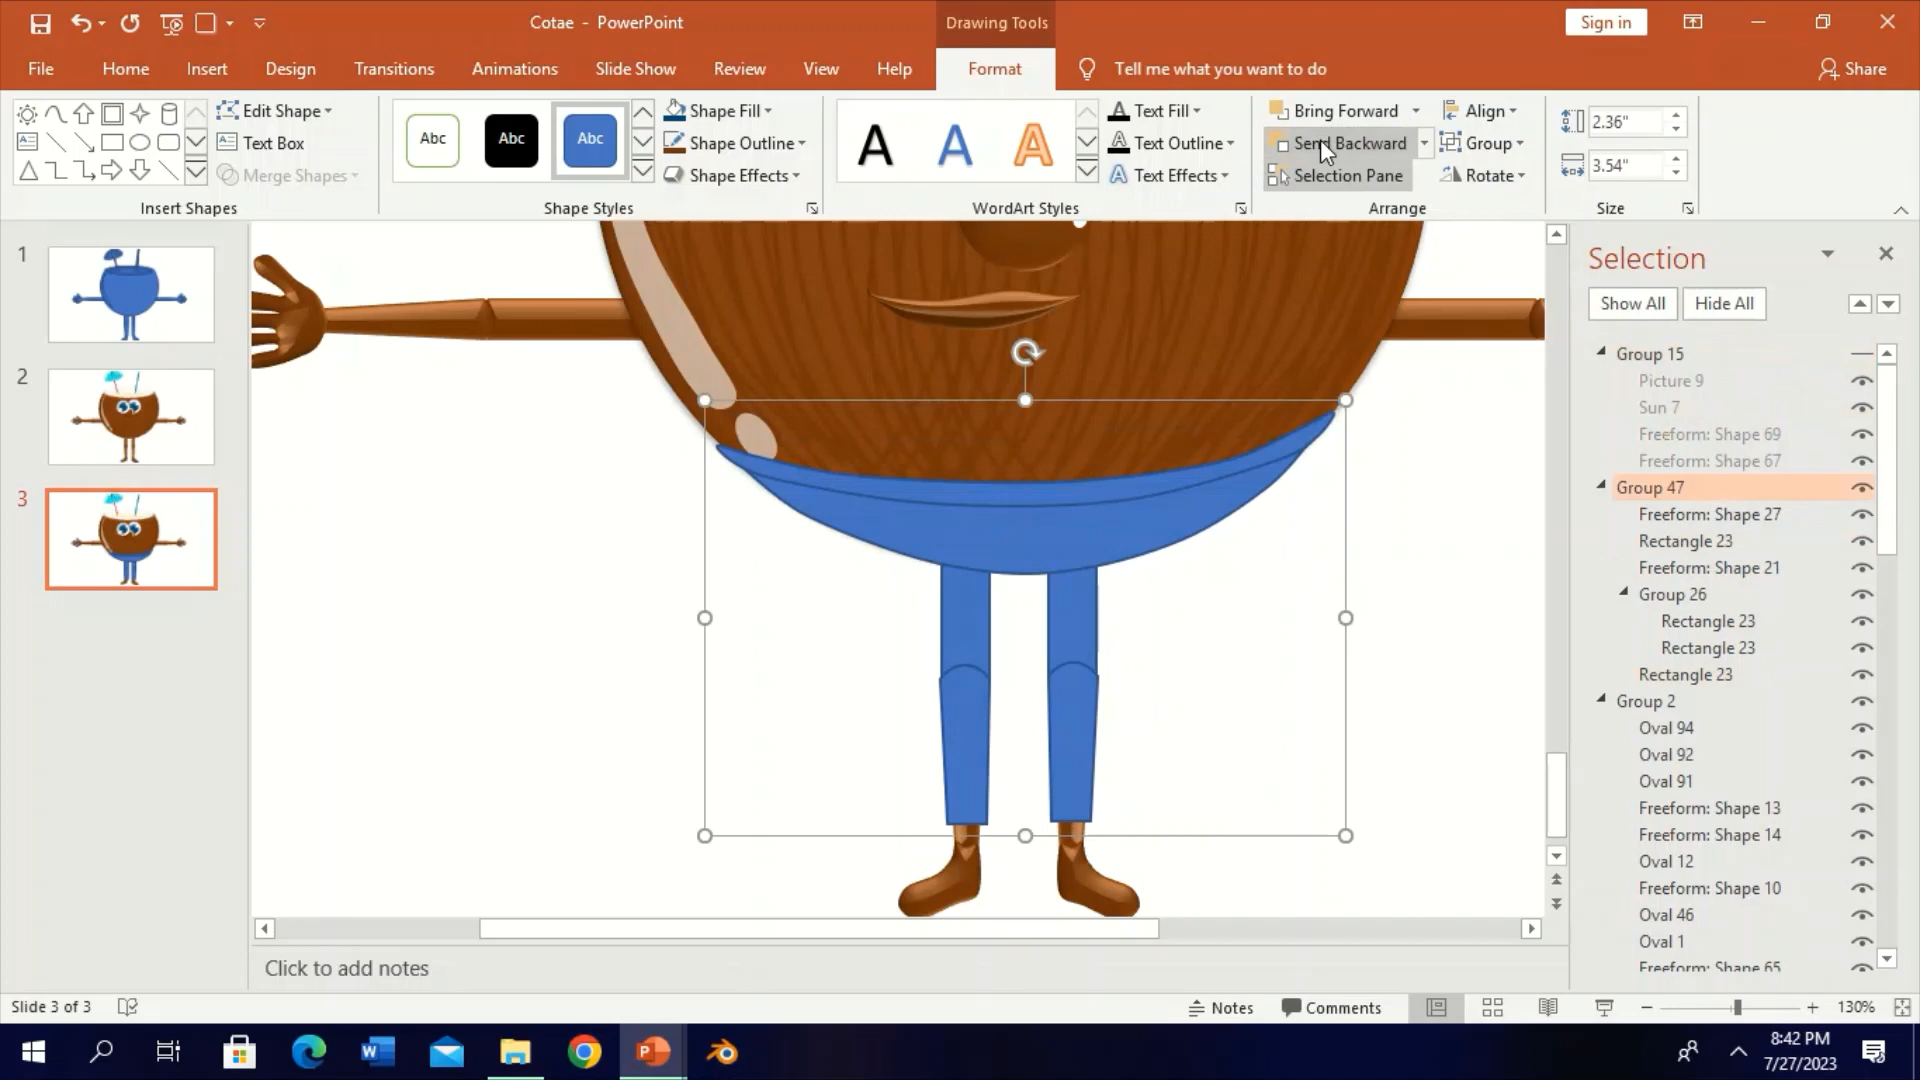 Cotae - PowerPoint
Drawing Tools
Sign in
File Home Insert Design Transitions Animations Slide Show Review View Help Format Tell me what you want to do Share
Edit Shape
Text Box
Merge Shapes
Insert Shapes
Abc Abc Abc
Shape Fill
Shape Outline
Shape Effects
Shape Styles
A A A
Text Fill
Text Outline
Text Effects
WordArt Styles
Bring Forward
Send Backward
Selection Pane
Align
Group
Rotate
Arrange
2.36"
3.54"
Size
1
2
3
Selection
Show All Hide All
Group 15
Picture 9
Sun 7
Freeform: Shape 69
Freeform: Shape 67
Group 47
Freeform: Shape 27
Rectangle 23
Freeform: Shape 21
Group 26
Rectangle 23
Rectangle 23
Rectangle 23
Group 2
Oval 94
Oval 92
Oval 91
Freeform: Shape 13
Freeform: Shape 14
Oval 12
Freeform: Shape 10
Oval 46
Oval 1
Freeform: Shape 65
Click to add notes
Slide 3 of 3
Notes Comments 130%
8:42 PM
7/27/2023